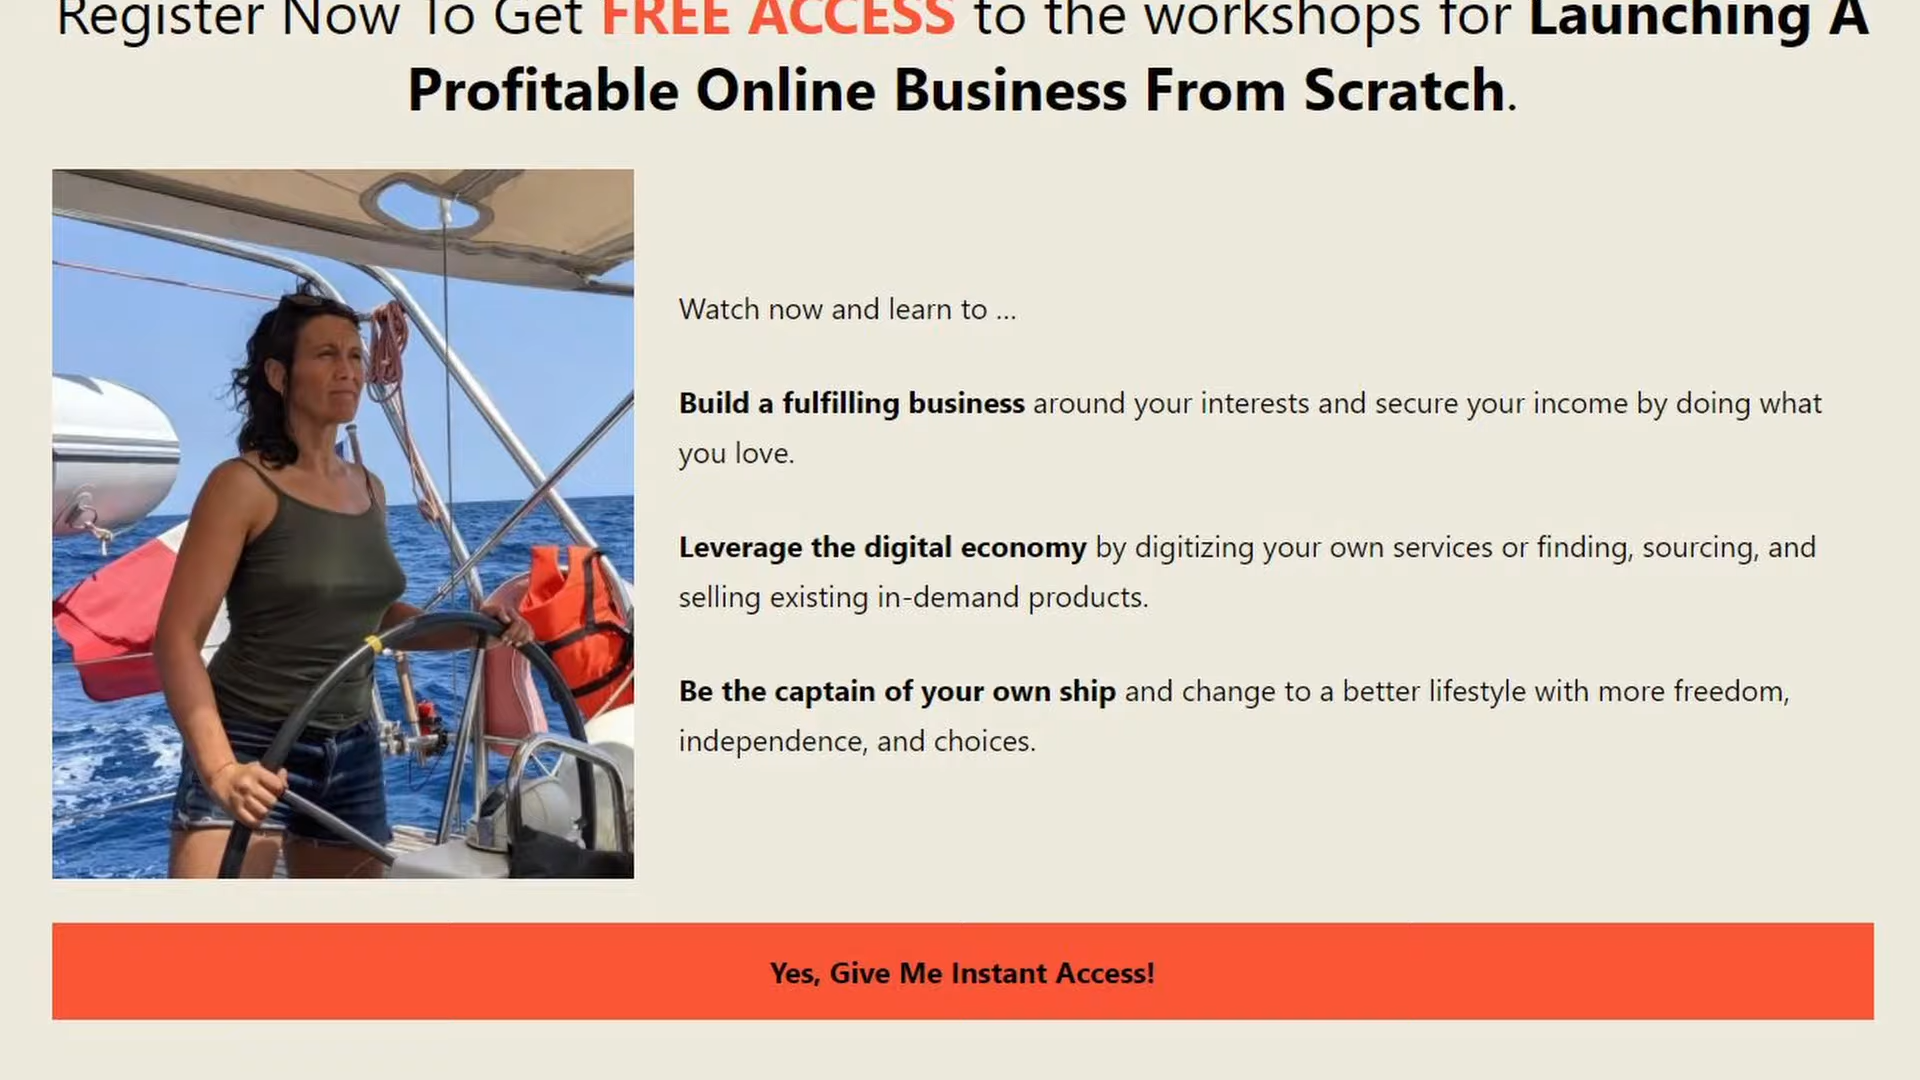 Register Now To Get FREE ACCESS to the workshops for Launching A
Profitable Online Business From Scratch.
Watch now and learn to ...
Build a fulfilling business around your interests and secure your income by doing what
you love.
Leverage the digital economy by digitizing your own services or finding, sourcing, and
selling existing in-demand products.
Be the captain of your own ship and change to a better lifestyle with more freedom,
independence, and choices.
Yes, Give Me Instant Access!